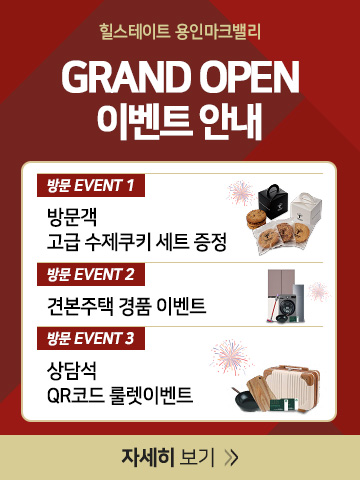 힐스테이트 용인마크밸리
GRAND OPEN
이벤트 안내
방문 EVENT 1
방문객
고급 수제쿠키 세트 증정
방문 EVENT 2
견본주택 경품 이벤트
방문 EVENT 3
상담석
QR코드 룰렛이벤트
자세히 보기 >>